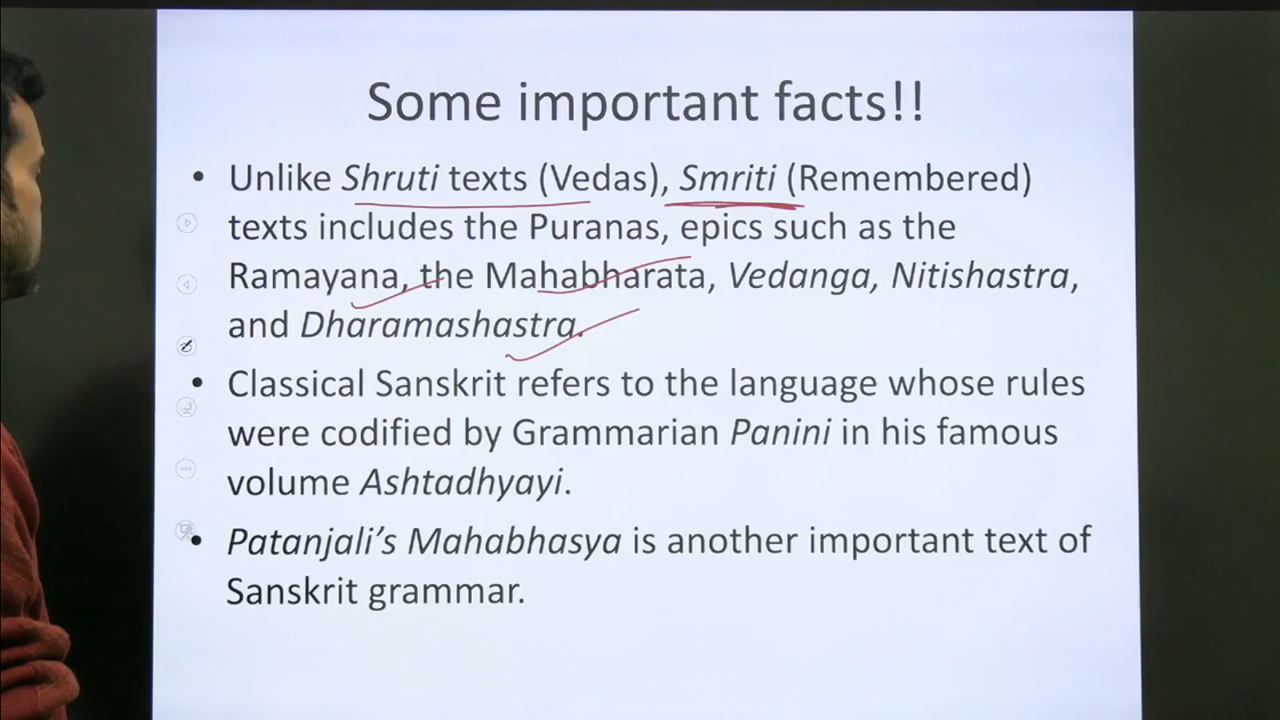 Some important facts!!
• Unlike Shruti texts (Vedas), Smriti (Remembered)
texts includes the Puranas, epics such as the
Ramayana, the Mahabharata, Vedanga, Nitishastra,
and Dharamashastra.
• Classical Sanskrit refers to the language whose rules
were codified by Grammarian Panini in his famous
volume Ashtadhyayi.
• Patanjali’s Mahabhasya is another important text of
Sanskrit grammar.